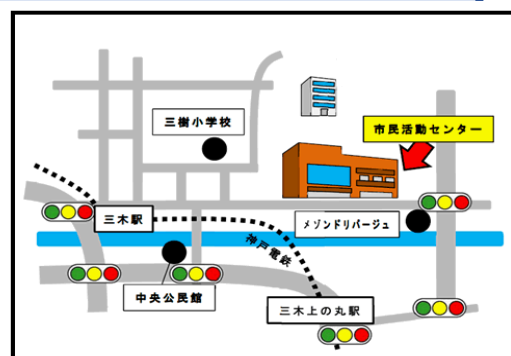 三樹小学校
市民活動センター
三木駅
メゾンドリバージュ
神戸電鉄
中央公民館
三木上の丸駅